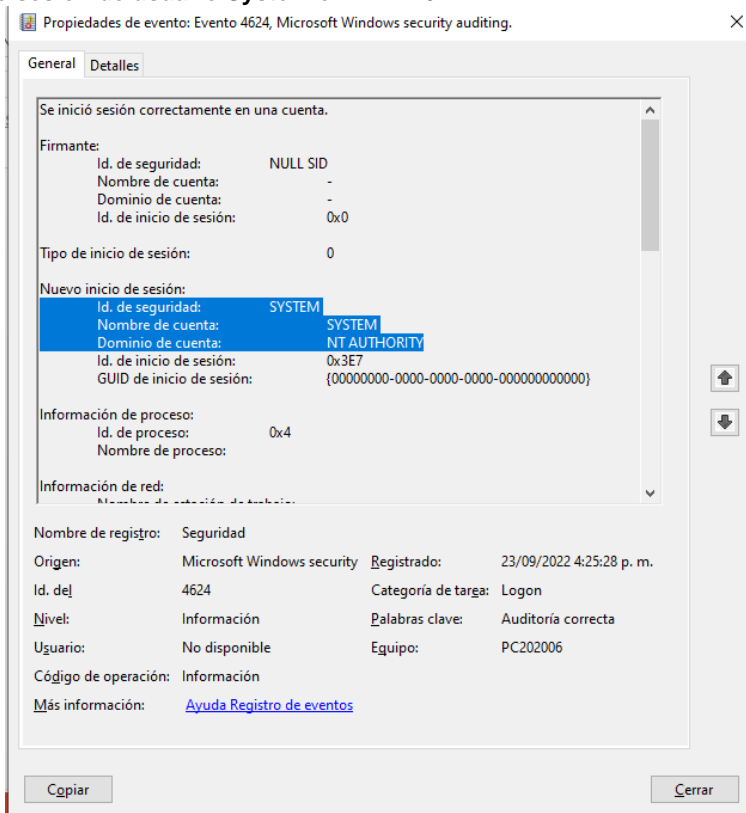 Propiedades de evento: Evento 4624, Microsoft Windows security auditing.
General Detalles
Se inició sesión correctamente en una cuenta.
Firmante:
Id. de seguridad: NULL SID
Nombre de cuenta: -
Dominio de cuenta: -
Id. de inicio de sesión: 0x0
Tipo de inicio de sesión: 0
Nuevo inicio de sesión:
Id. de seguridad: SYSTEM
Nombre de cuenta: SYSTEM
Dominio de cuenta: NT AUTHORITY
Id. de inicio de sesión: 0x3E7
GUID de inicio de sesión: {00000000-0000-0000-0000-000000000000}
Información de proceso:
Id. de proceso: 0x4
Nombre de proceso:
Información de red:
Nombre de estación de trabajo:
Nombre de registro: Seguridad
Origen: Microsoft Windows security Registrado: 23/09/2022 4:25:28 p. m.
Id. del 4624 Categoría de tarea: Logon
Nivel: Información Palabras clave: Auditoría correcta
Usuario: No disponible Equipo: PC202006
Código de operación: Información
Más información: Ayuda Registro de eventos
Copiar Cerrar